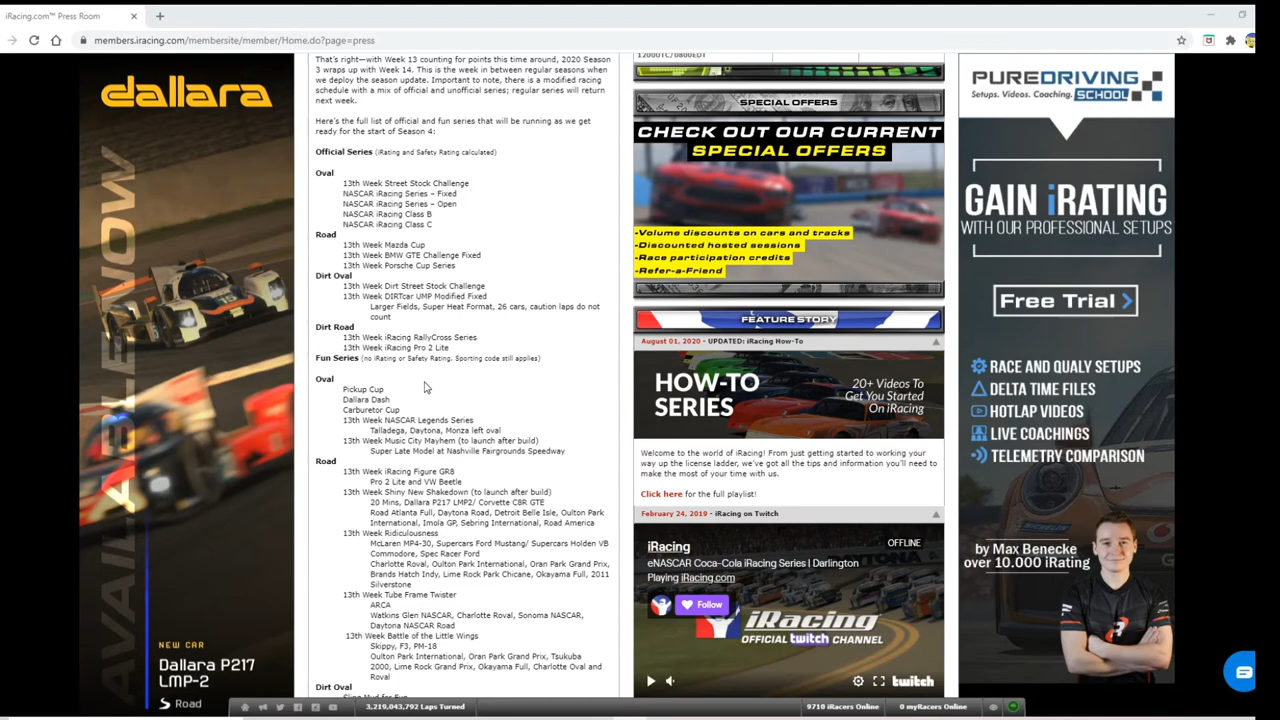 iRacing.com™ Press Room
members.iracing.com/membersite/member/Home.do?page=press
dallara
AVAILABLE NOW
NEW CAR
Dallara P217
LMP-2
Road
That's right—with Week 13 counting for points this time around, 2020 Season
3 wraps up with Week 14. This is the week in between regular seasons when
we deploy the season update. Important to note, there is a modified racing
schedule with a mix of official and unofficial series; regular series will return
next week.
Here's the full list of official and fun series that will be running as we get
ready for the start of Season 4:
Official Series (iRating and Safety Rating calculated)
Oval
13th Week Street Stock Challenge
NASCAR iRacing Series – Fixed
NASCAR iRacing Series – Open
NASCAR iRacing Class B
NASCAR iRacing Class C
Road
13th Week Mazda Cup
13th Week BMW GTE Challenge Fixed
13th Week Porsche Cup Series
Dirt Oval
13th Week Dirt Street Stock Challenge
13th Week DIRTcar UMP Modified Fixed
Larger Fields, Super Heat Format, 26 cars, caution laps do not
count
Dirt Road
13th Week iRacing RallyCross Series
13th Week iRacing Pro 2 Lite
Fun Series (no iRating or Safety Rating, Sporting code still applies)
Oval
Pickup Cup
Dallara Dash
Carburetor Cup
13th Week NASCAR Legends Series
Talladega, Daytona, Monza left oval
13th Week Music City Mayhem (to launch after build)
Super Late Model at Nashville Fairgrounds Speedway
Road
13th Week iRacing Figure GR8
Pro 2 Lite and VW Beetle
13th Week Shiny New Shakedown (to launch after build)
20 Mins, Dallara P217 LMP2/ Corvette C8R GTE
Road Atlanta Full, Daytona Road, Detroit Belle Isle, Oulton Park
International, Imola GP, Sebring International, Road America
13th Week Ridiculousness
McLaren MP4-30, Supercars Ford Mustang/ Supercars Holden VB
Commodore, Spec Racer Ford
Charlotte Roval, Oulton Park International, Oran Park Grand Prix,
Brands Hatch Indy, Lime Rock Park Chicane, Okayama Full, 2011
Silverstone
13th Week Tube Frame Twister
ARCA
Watkins Glen NASCAR, Charlotte Roval, Sonoma NASCAR,
Daytona NASCAR Road
13th Week Battle of the Little Wings
Skippy, F3, PM-18
Oulton Park International, Oran Park Grand Prix, Tsukuba
2000, Lime Rock Grand Prix, Okayama Full, Charlotte Oval and
Roval
Dirt Oval
1200UTC/0800EDT
SPECIAL OFFERS
CHECK OUT OUR CURRENT
SPECIAL OFFERS
-Volume discounts on cars and tracks
-Discounted hosted sessions
-Race participation credits
-Refer-a-Friend
FEATURE STORY
August 01, 2020 - UPDATED: iRacing How-To
HOW-TO
SERIES
20+ Videos To
Get You Started
On iRacing
Welcome to the world of iRacing! From just getting started to working your
way up the license ladder, we've got all the tips and information you'll need to
make the most of your time with us.
Click here for the full playlist!
February 24, 2019 - iRacing on Twitch
iRacing
OFFLINE
eNASCAR Coca-Cola iRacing Series | Darlington
Playing iRacing.com
Follow
iRacing
OFFICIAL twitch CHANNEL
twitch
PUREDRIVING
SCHOOL
Setups. Videos. Coaching.
GAIN iRATING
WITH OUR PROFESSIONAL SETUPS
Free Trial
RACE AND QUALY SETUPS
DELTA TIME FILES
HOTLAP VIDEOS
LIVE COACHINGS
TELEMETRY COMPARISON
by Max Benecke
over 10.000 iRating
3,219,043,792 Laps Turned
9710 iRacers Online
0 myRacers Online